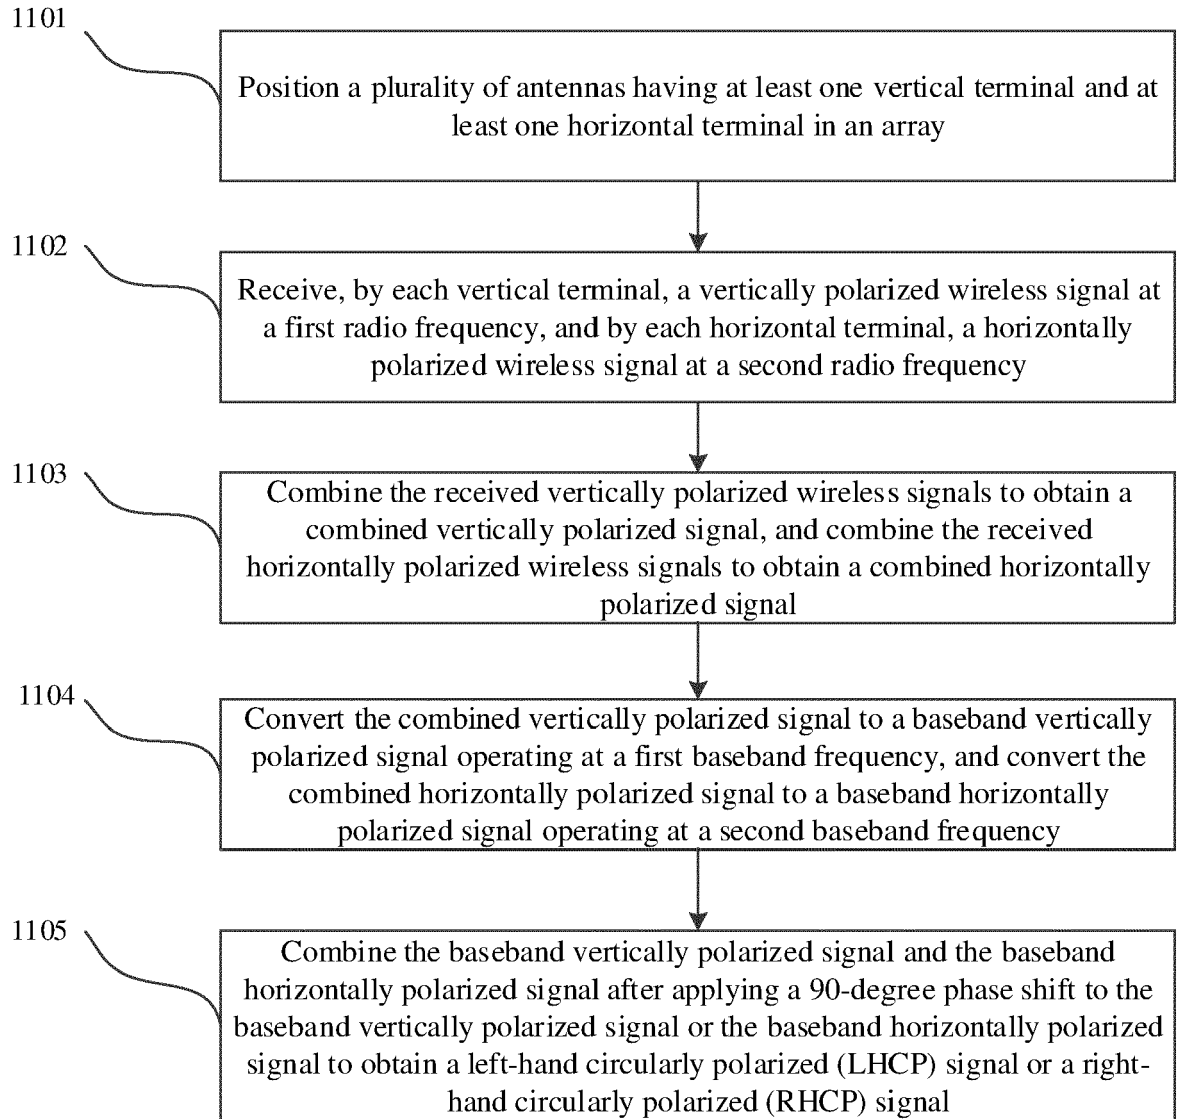 1101
Position a plurality of antennas having at least one vertical terminal and at
least one horizontal terminal in an array
1102
Receive, by each vertical terminal, a vertically polarized wireless signal at
a first radio frequency, and by each horizontal terminal, a horizontally
polarized wireless signal at a second radio frequency
1103
Combine the received vertically polarized wireless signals to obtain a
combined vertically polarized signal, and combine the received
horizontally polarized wireless signals to obtain a combined horizontally
polarized signal
1104
Convert the combined vertically polarized signal to a baseband vertically
polarized signal operating at a first baseband frequency, and convert the
combined horizontally polarized signal to a baseband horizontally
polarized signal operating at a second baseband frequency
1105
Combine the baseband vertically polarized signal and the baseband
horizontally polarized signal after applying a 90-degree phase shift to the
baseband vertically polarized signal or the baseband horizontally polarized
signal to obtain a left-hand circularly polarized (LHCP) signal or a right-
hand circularly polarized (RHCP) signal